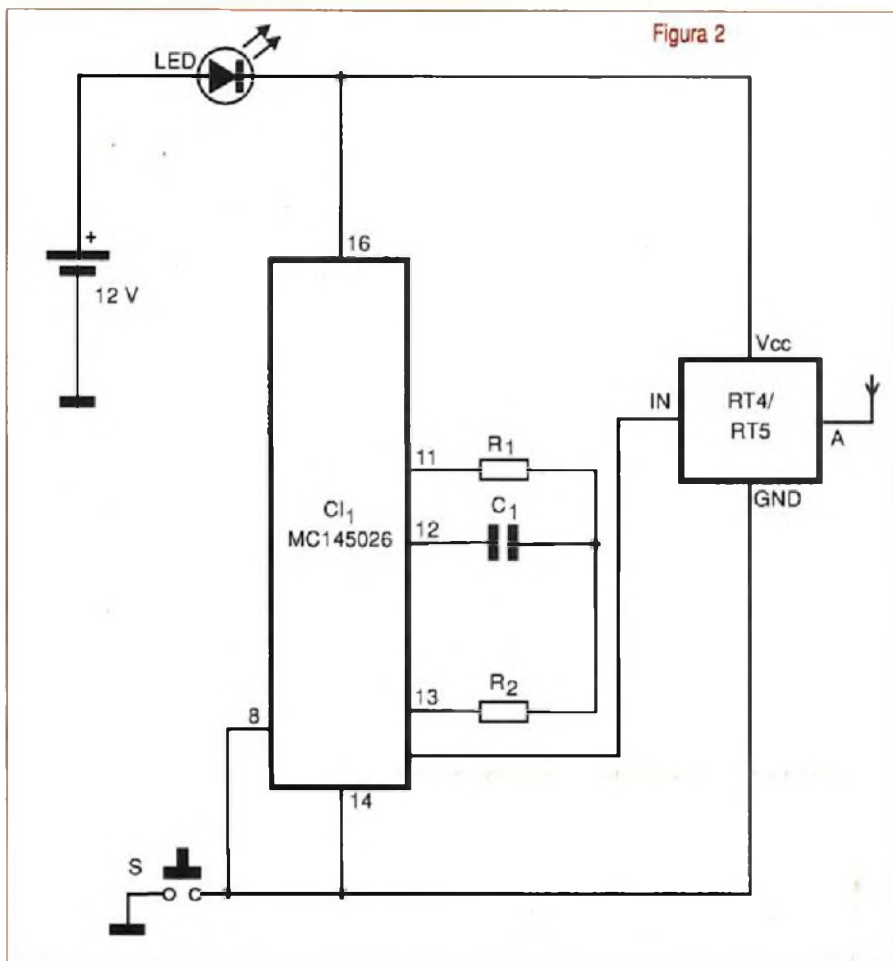 Figura 2
LED
+
12 V
16
Vcc
IN
RT4/
RT5
A
GND
11
R1
C1
12
CI1
MC145026
13
R2
8
14
S